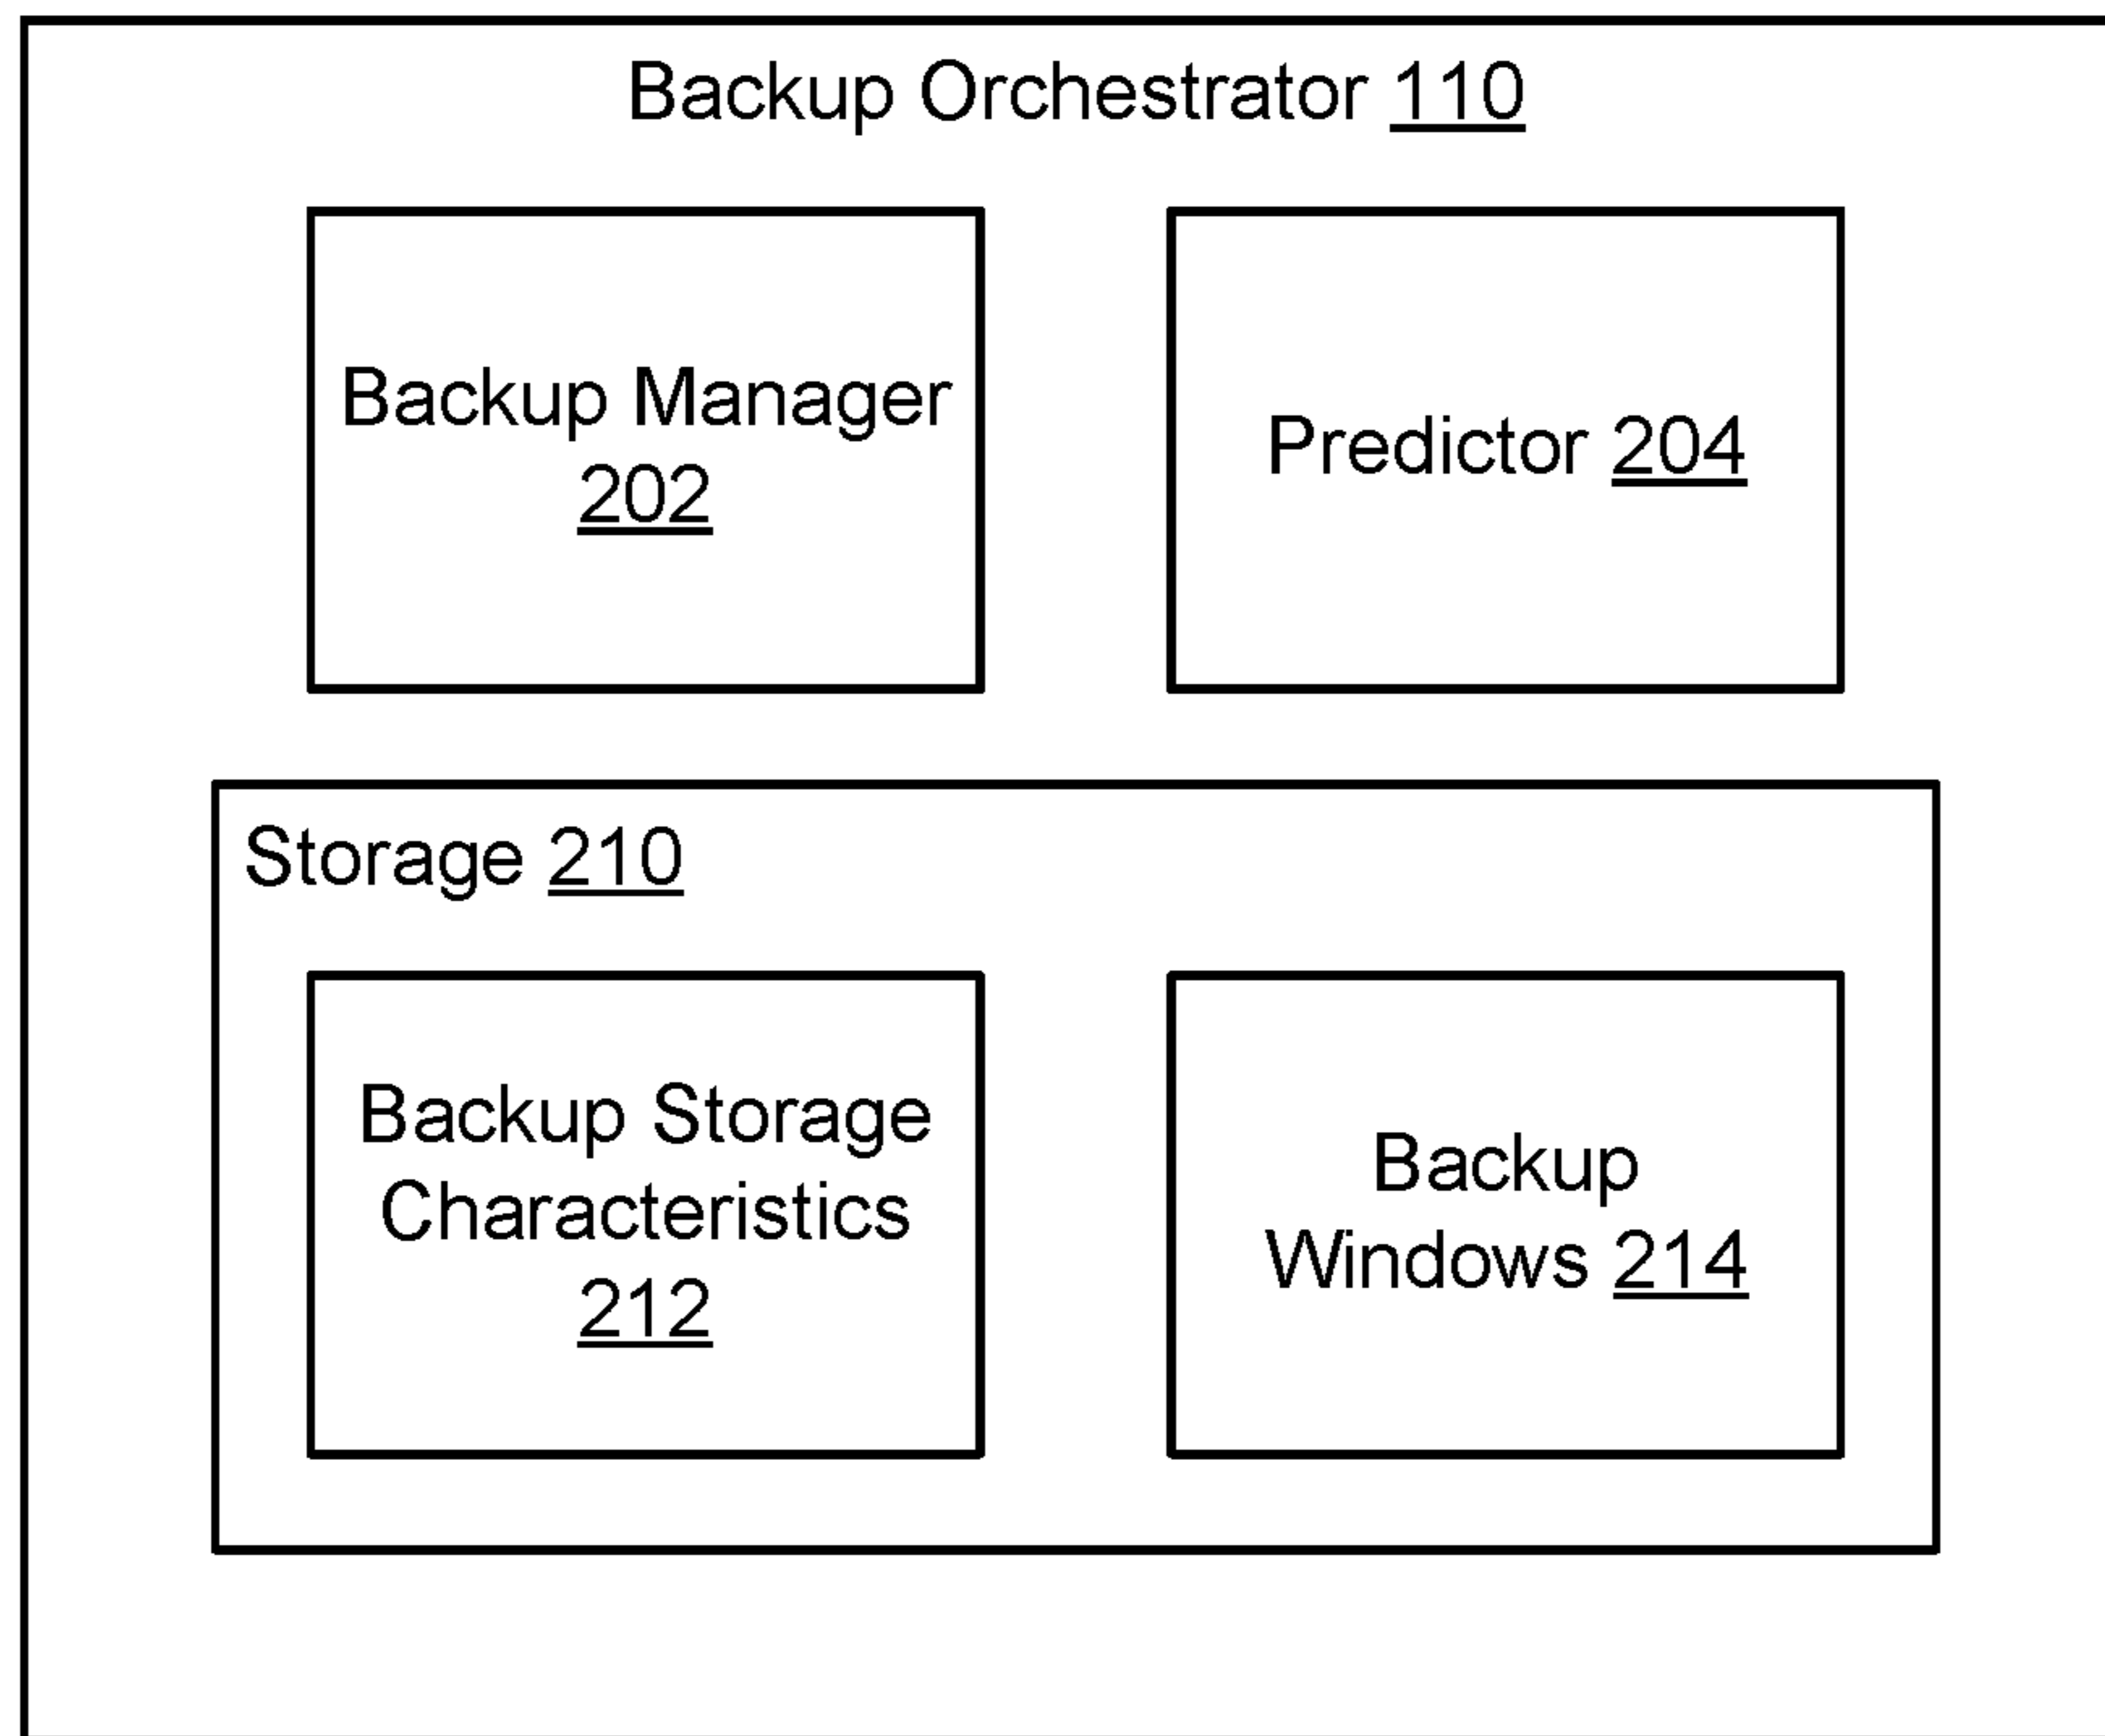 Backup Orchestrator 110
Backup Manager
202
Predictor 204
Storage 210
Backup Storage
Characteristics
212
Backup
Windows 214